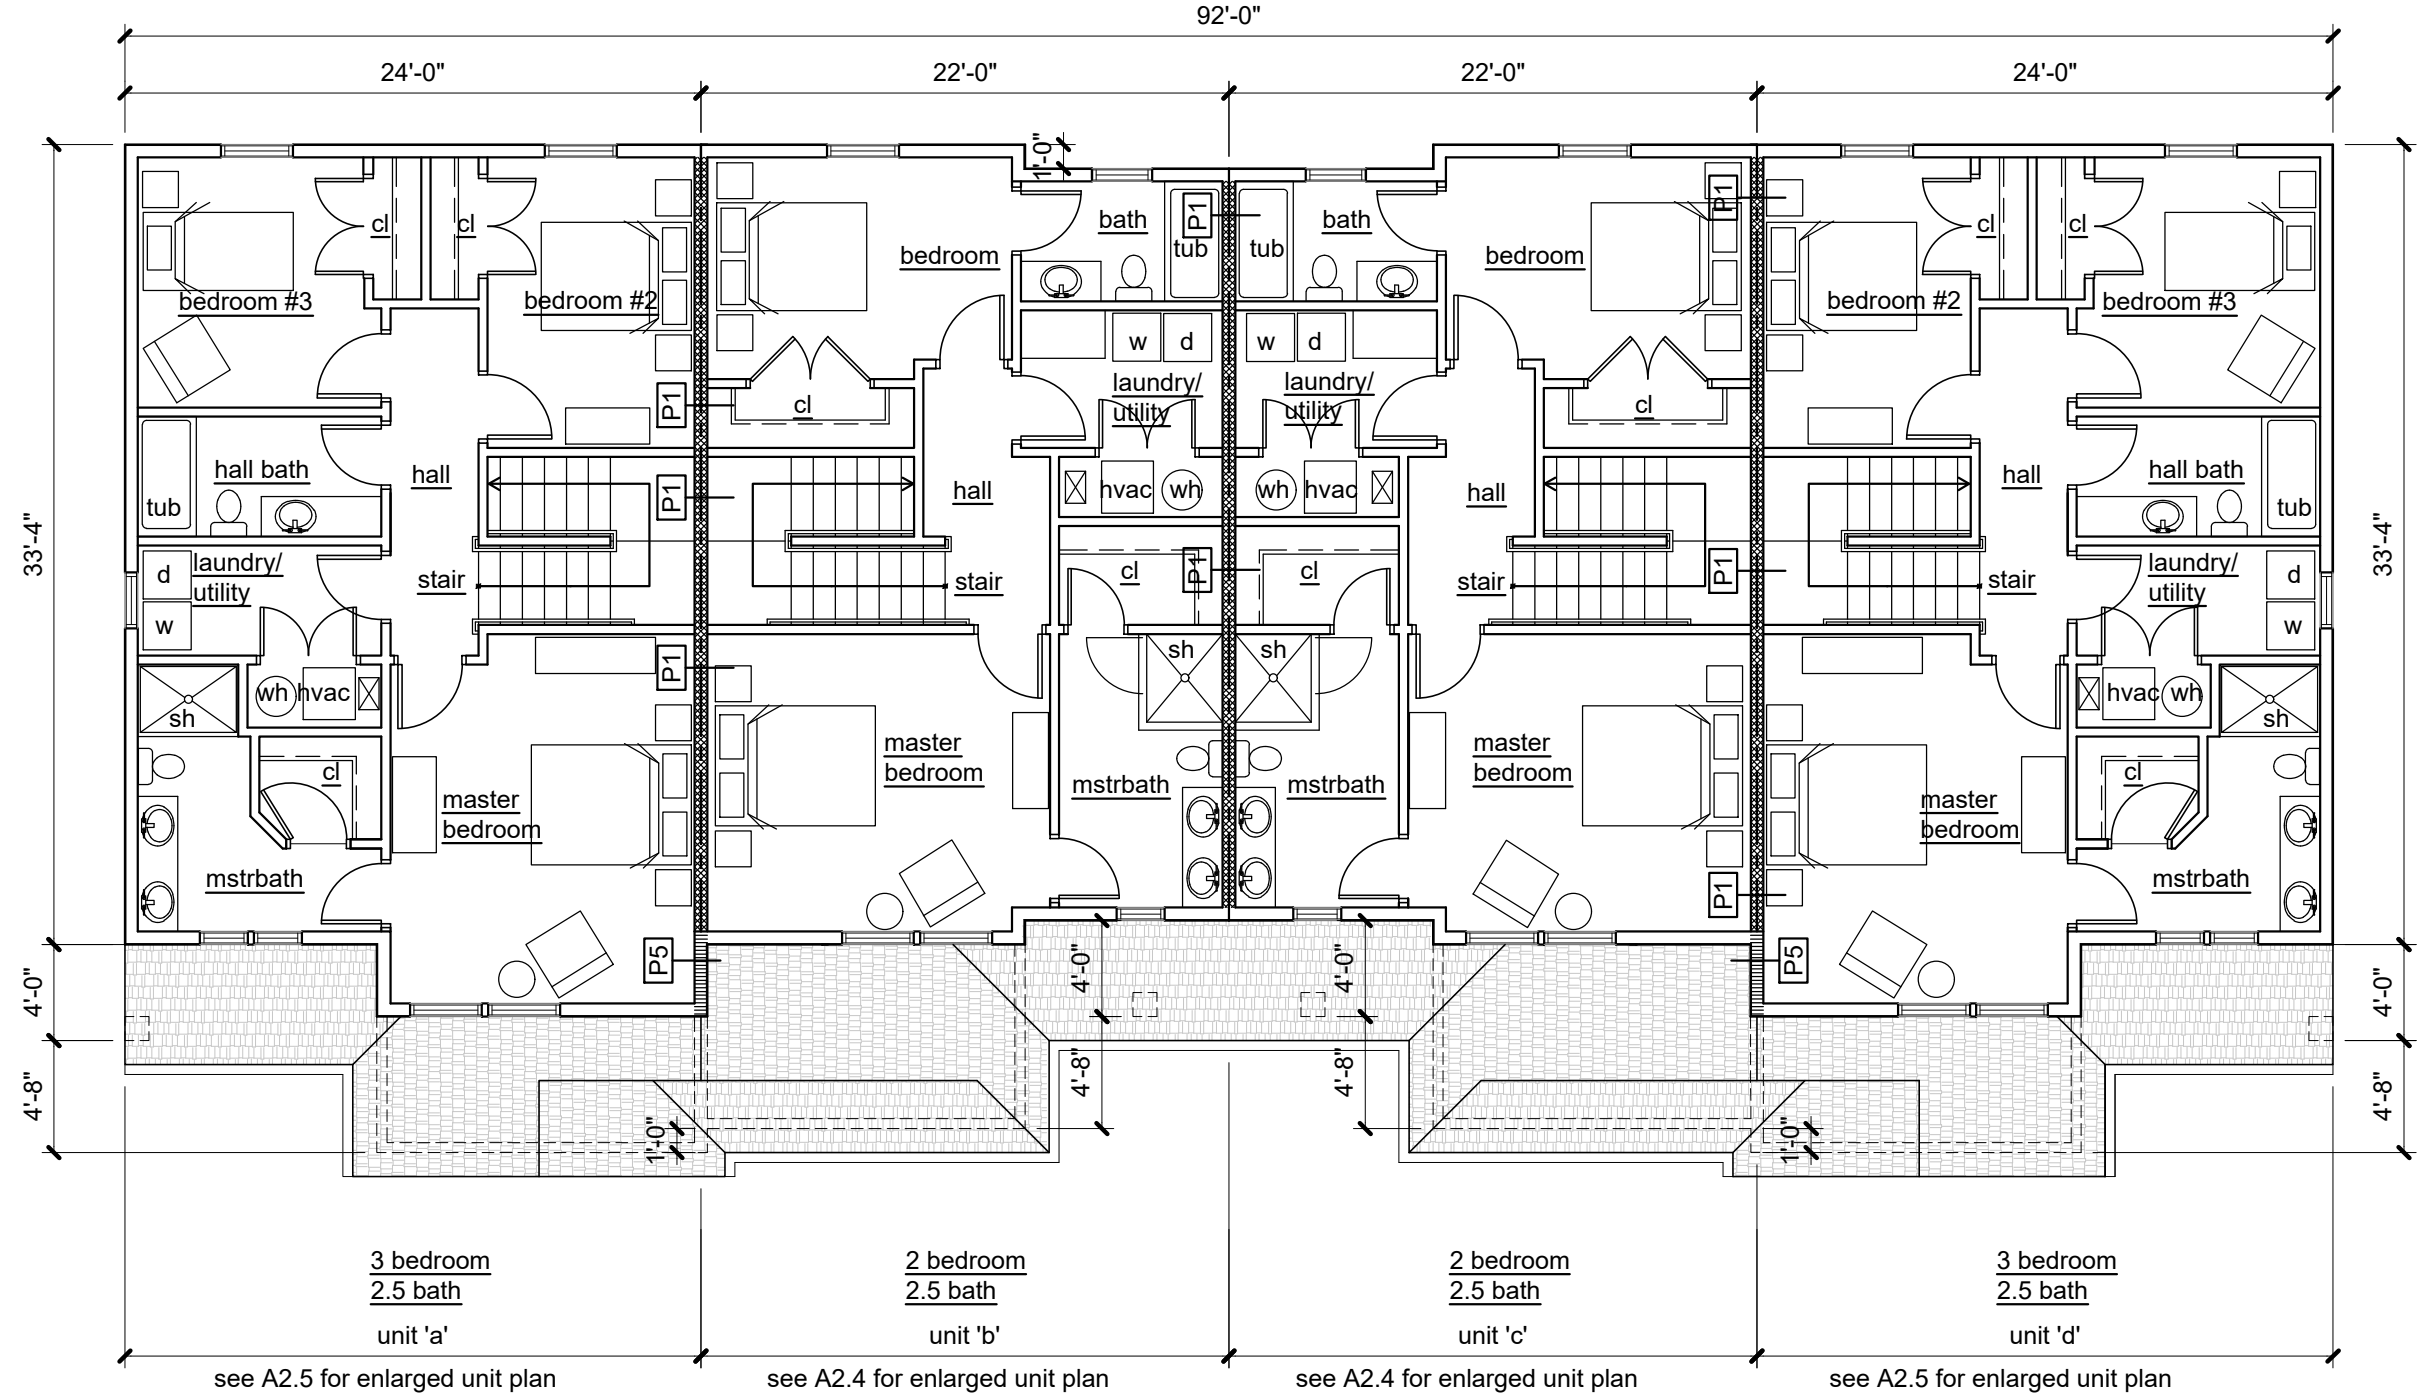 92'-0"
24'-0" 22'-0" 22'-0" 24'-0"
1'-0"
P1 P1
cl cl bath tub tub bath cl cl
bedroom bedroom
bedroom #3 bedroom #2 bedroom #2 bedroom #3
w d w d
laundry/
utility
laundry/
utility
P1 cl cl
hall bath hall hall bath
tub P1 hall hvac wh wh hvac hall tub
33'-4" 33'-4"
d laundry/
utility
stair stair cl P1 cl stair P1 stair laundry/
utility
d
w w
P1 sh sh
wh hvac hvac wh
sh sh
master
bedroom
master
bedroom
cl mstrbath mstrbath cl
master
bedroom
master
bedroom
mstrbath P1 mstrbath
P5 P5
4'-0" 4'-0" 4'-0" 4'-0"
4'-8" 4'-8" 4'-8" 4'-8"
1'-0" 1'-0"
3 bedroom
2.5 bath
2 bedroom
2.5 bath
2 bedroom
2.5 bath
3 bedroom
2.5 bath
unit 'a' unit 'b' unit 'c' unit 'd'
see A2.5 for enlarged unit plan see A2.4 for enlarged unit plan see A2.4 for enlarged unit plan see A2.5 for enlarged unit plan